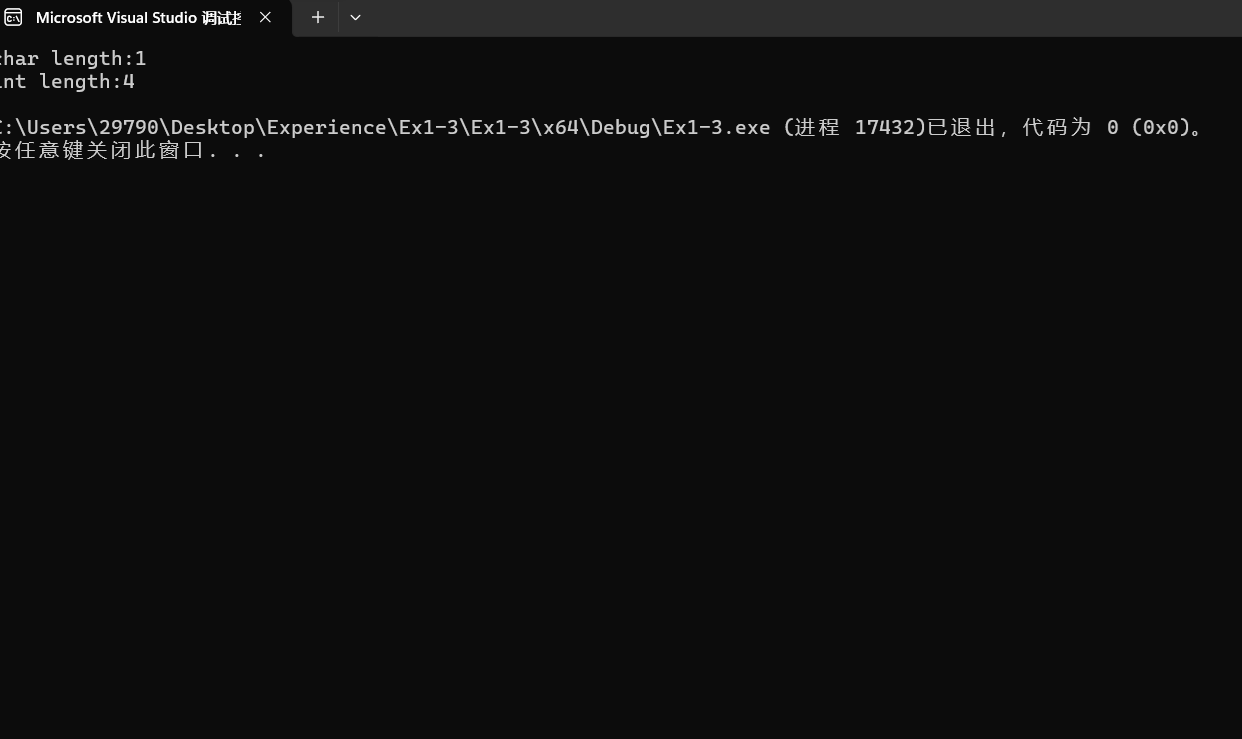 Microsoft Visual Studio 调试
char length:1
int length:4
C:\Users\29790\Desktop\Experience\Ex1-3\Ex1-3\x64\Debug\Ex1-3.exe (进程 17432)已退出，代码为 0 (0x0)。
按任意键关闭此窗口. . .